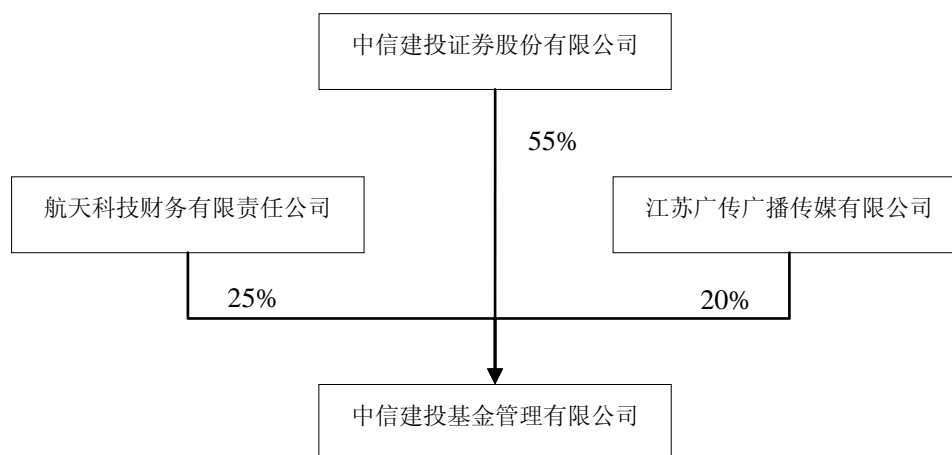 中信建投证券股份有限公司
55%
航天科技财务有限责任公司
江苏广传广播传媒有限公司
25%
20%
中信建投基金管理有限公司